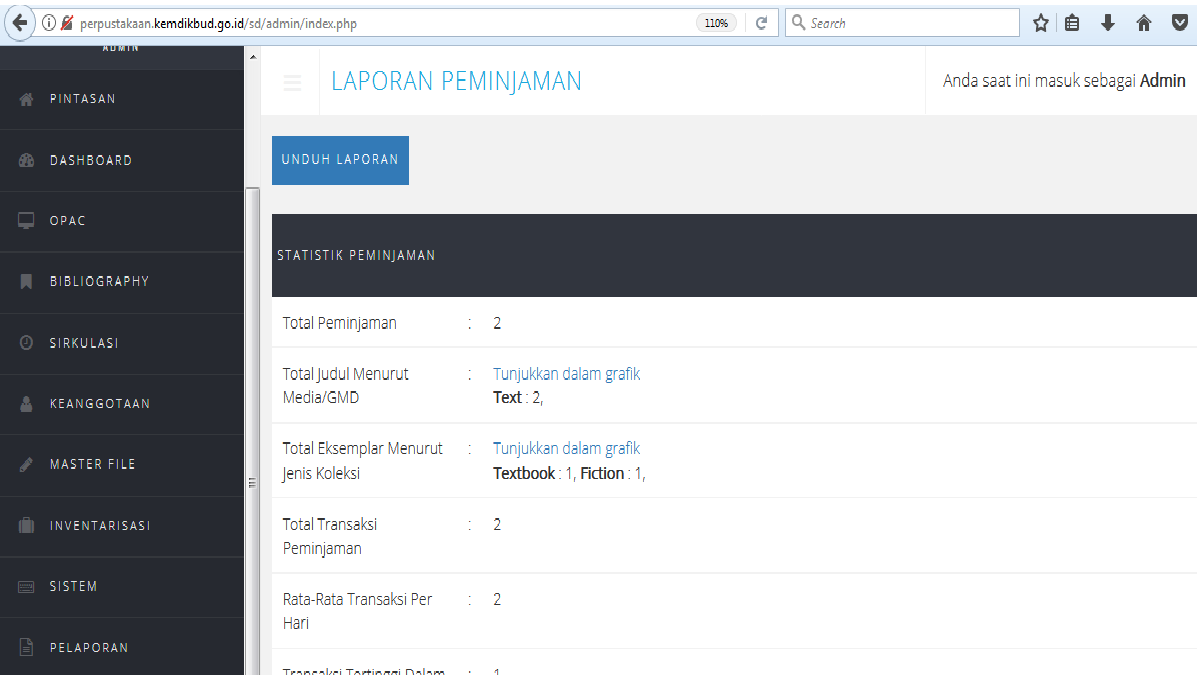 perpustakaan.kemdikbud.go.id/sd/admin/index.php
110%
Search
ADMIN
PINTASAN
DASHBOARD
OPAC
BIBLIOGRAPHY
SIRKULASI
KEANGGOTAAN
MASTER FILE
INVENTARISASI
SISTEM
PELAPORAN
LAPORAN PEMINJAMAN
Anda saat ini masuk sebagai Admin
UNDUH LAPORAN
STATISTIK PEMINJAMAN
Total Peminjaman : 2
Total Judul Menurut : Tunjukkan dalam grafik
Media/GMD Text : 2,
Total Eksemplar Menurut : Tunjukkan dalam grafik
Jenis Koleksi Textbook : 1, Fiction : 1,
Total Transaksi : 2
Peminjaman
Rata-Rata Transaksi Per : 2
Hari
Transaksi Tertinggi Dalam : 1